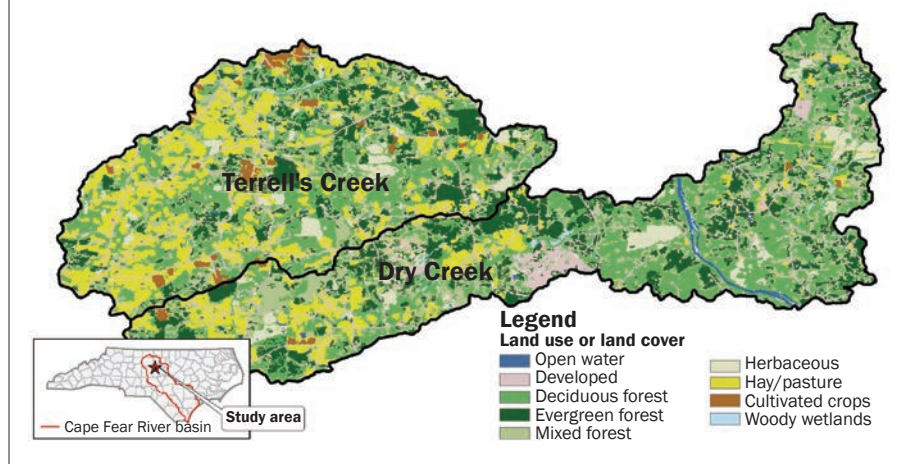 Terrell's Creek
Dry Creek
Legend
Land use or land cover
Open water
Developed
Deciduous forest
Evergreen forest
Mixed forest
Herbaceous
Hay/pasture
Cultivated crops
Woody wetlands
Study area
Cape Fear River basin